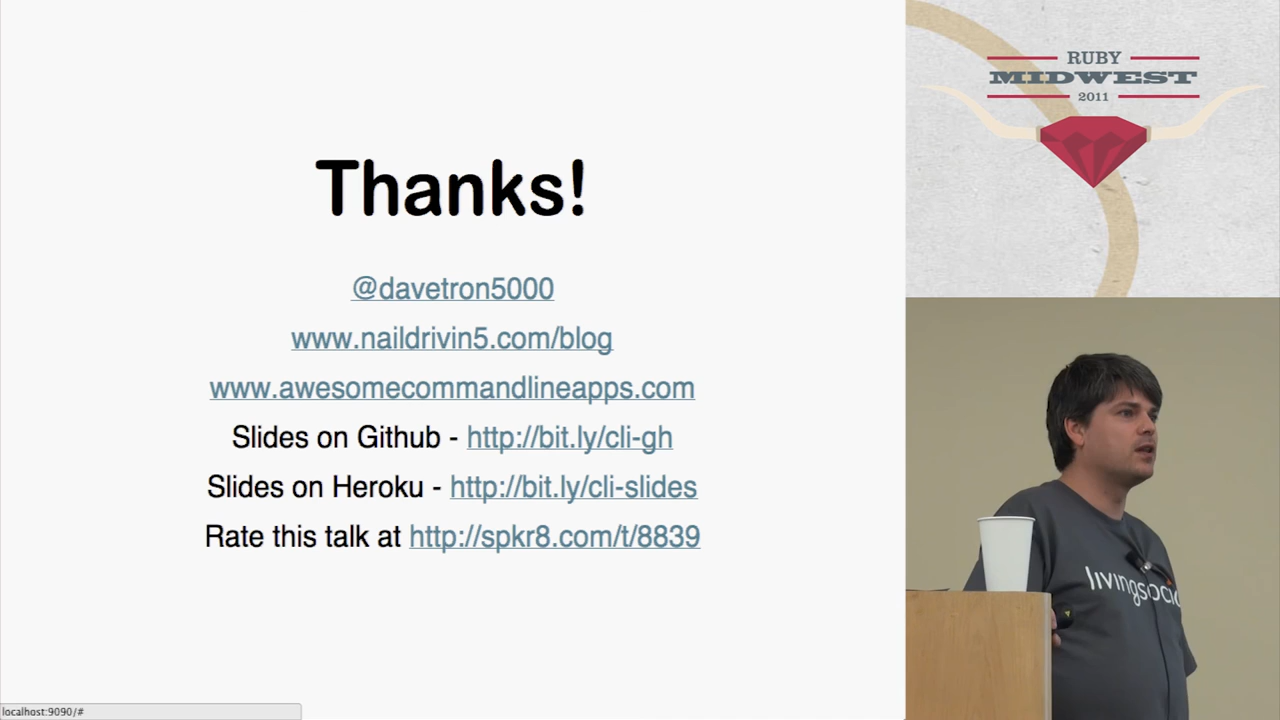 Thanks!
@davetron5000
www.naildrivin5.com/blog
www.awesomecommandlineapps.com
Slides on Github - http://bit.ly/cli-gh
Slides on Heroku - http://bit.ly/cli-slides
Rate this talk at http://spkr8.com/t/8839
localhost:9090/#
RUBY
MIDWEST
2011
livingsoci